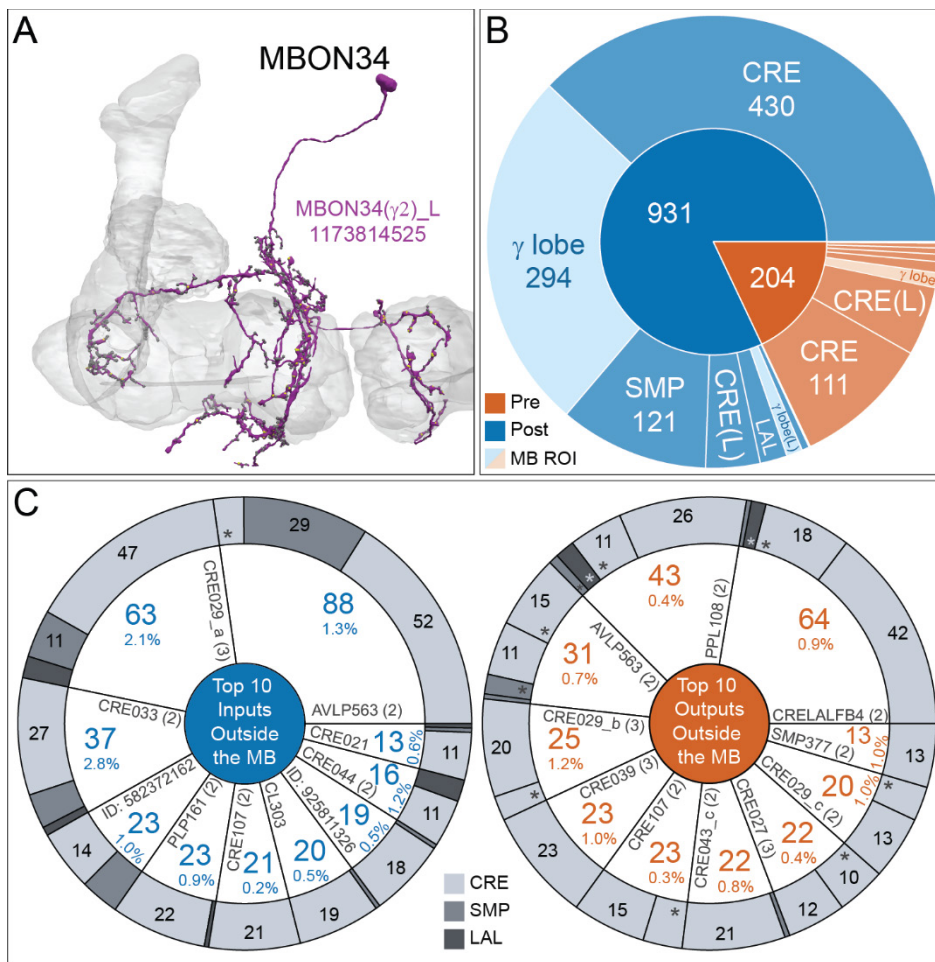 A
MBON34
MBON34(γ2)_L
1173814525
B
CRE
430
931
204
γ lobe
294
γ lobe
CRE(L)
CRE
111
SMP
121
CRE(L)
LAL
γ lobe(L)
Pre
Post
MB ROI
C
Top 10
Inputs
Outside
the MB
AVLP563 (2)
88
1.3%
52
29
CRE029_a (3)
63
2.1%
*
47
11
CRE033 (2)
37
2.8%
27
ID: 582372162
23
1.0%
14
PLP161 (2)
23
0.9%
22
CRE107 (2)
21
0.2%
21
CL303
20
0.5%
19
ID: 925811326
19
0.5%
18
CRE044 (2)
16
1.2%
11
CRE021
13
0.6%
11
CRE
SMP
LAL
Top 10
Outputs
Outside
the MB
CRELALFB4 (2)
64
0.9%
42
18
*
*
PPL108 (2)
43
0.4%
26
11
*
*
*
AVLP563 (2)
31
0.7%
15
*
11
*
CRE029_b (3)
25
1.2%
20
*
CRE039 (3)
23
1.0%
23
CRE107 (2)
23
0.3%
15
*
CRE043_c (2)
22
0.8%
21
CRE027 (3)
22
0.4%
12
10
*
CRE029_c (2)
20
1.0%
13
*
SMP377 (2)
13
1.0%
13